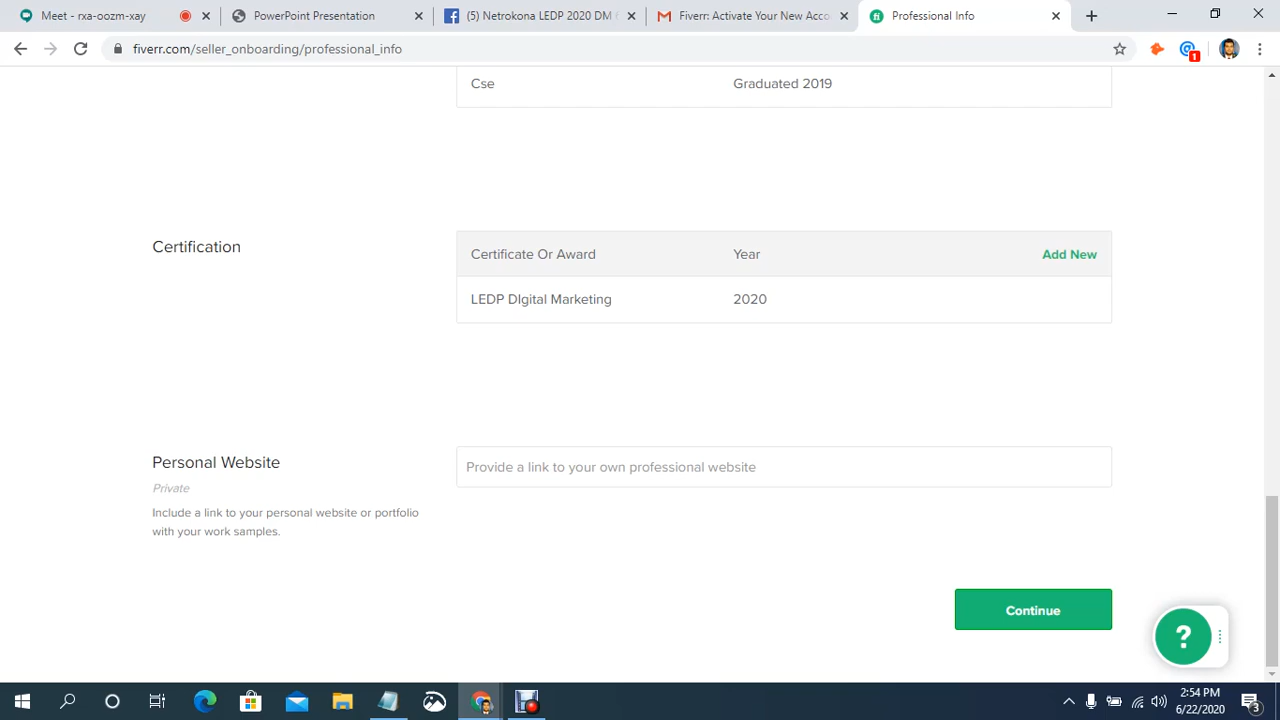 Meet - rxa-oozm-xay
PowerPoint Presentation
(5) Netrokona LEDP 2020 DM F
Fiverr: Activate Your New Acco
Professional Info
fiverr.com/seller_onboarding/professional_info
1
Cse Graduated 2019
Certification
Certificate Or Award Year Add New
LEDP DIgital Marketing 2020
Personal Website
Provide a link to your own professional website
Private
Include a link to your personal website or portfolio
with your work samples.
Continue
?
2:54 PM
6/22/2020
3